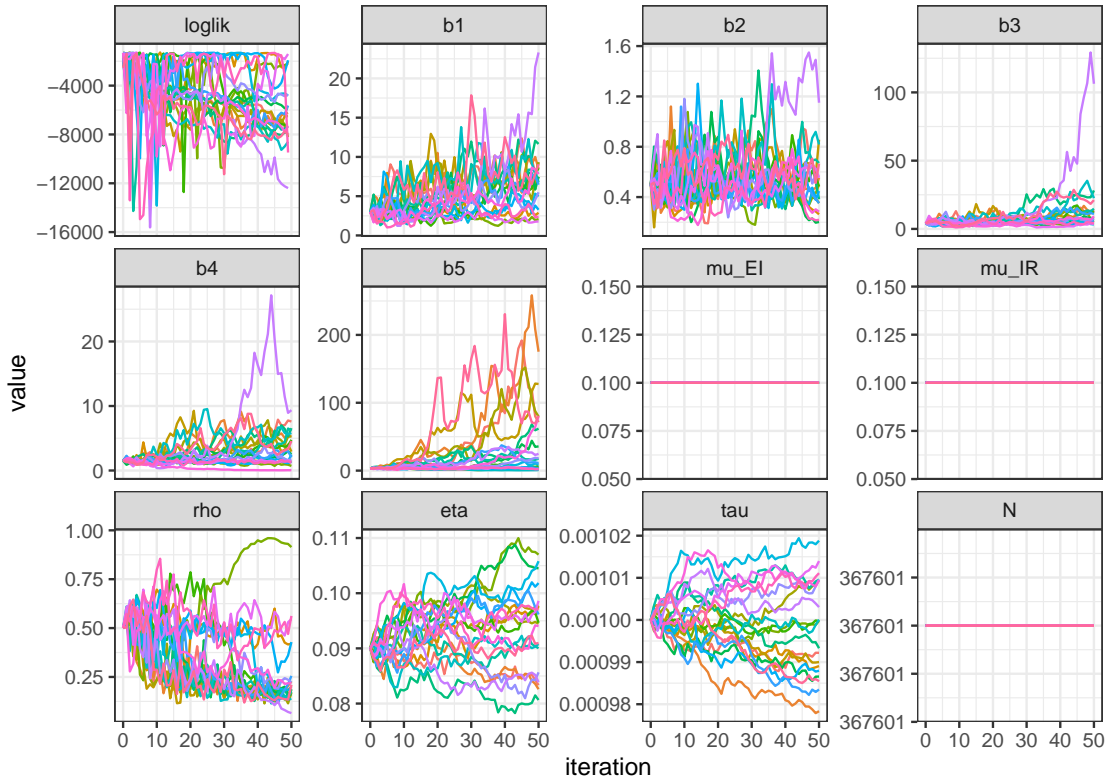 loglik b1 b2 b3
−4000 −8000 −12000 −16000
20 15 10 5 0
1.6 1.2 0.8 0.4
100 50 0
b4 b5 mu_EI mu_IR
20 10 0
200 100 0
0.150 0.125 0.100 0.075 0.050
0.150 0.125 0.100 0.075 0.050
rho eta tau N
1.00 0.75 0.50 0.25
0.11 0.10 0.09 0.08
0.00102 0.00101 0.00100 0.00099 0.00098
367601 367601 367601 367601
0 10 20 30 40 50 0 10 20 30 40 50 0 10 20 30 40 50 0 10 20 30 40 50
value
iteration